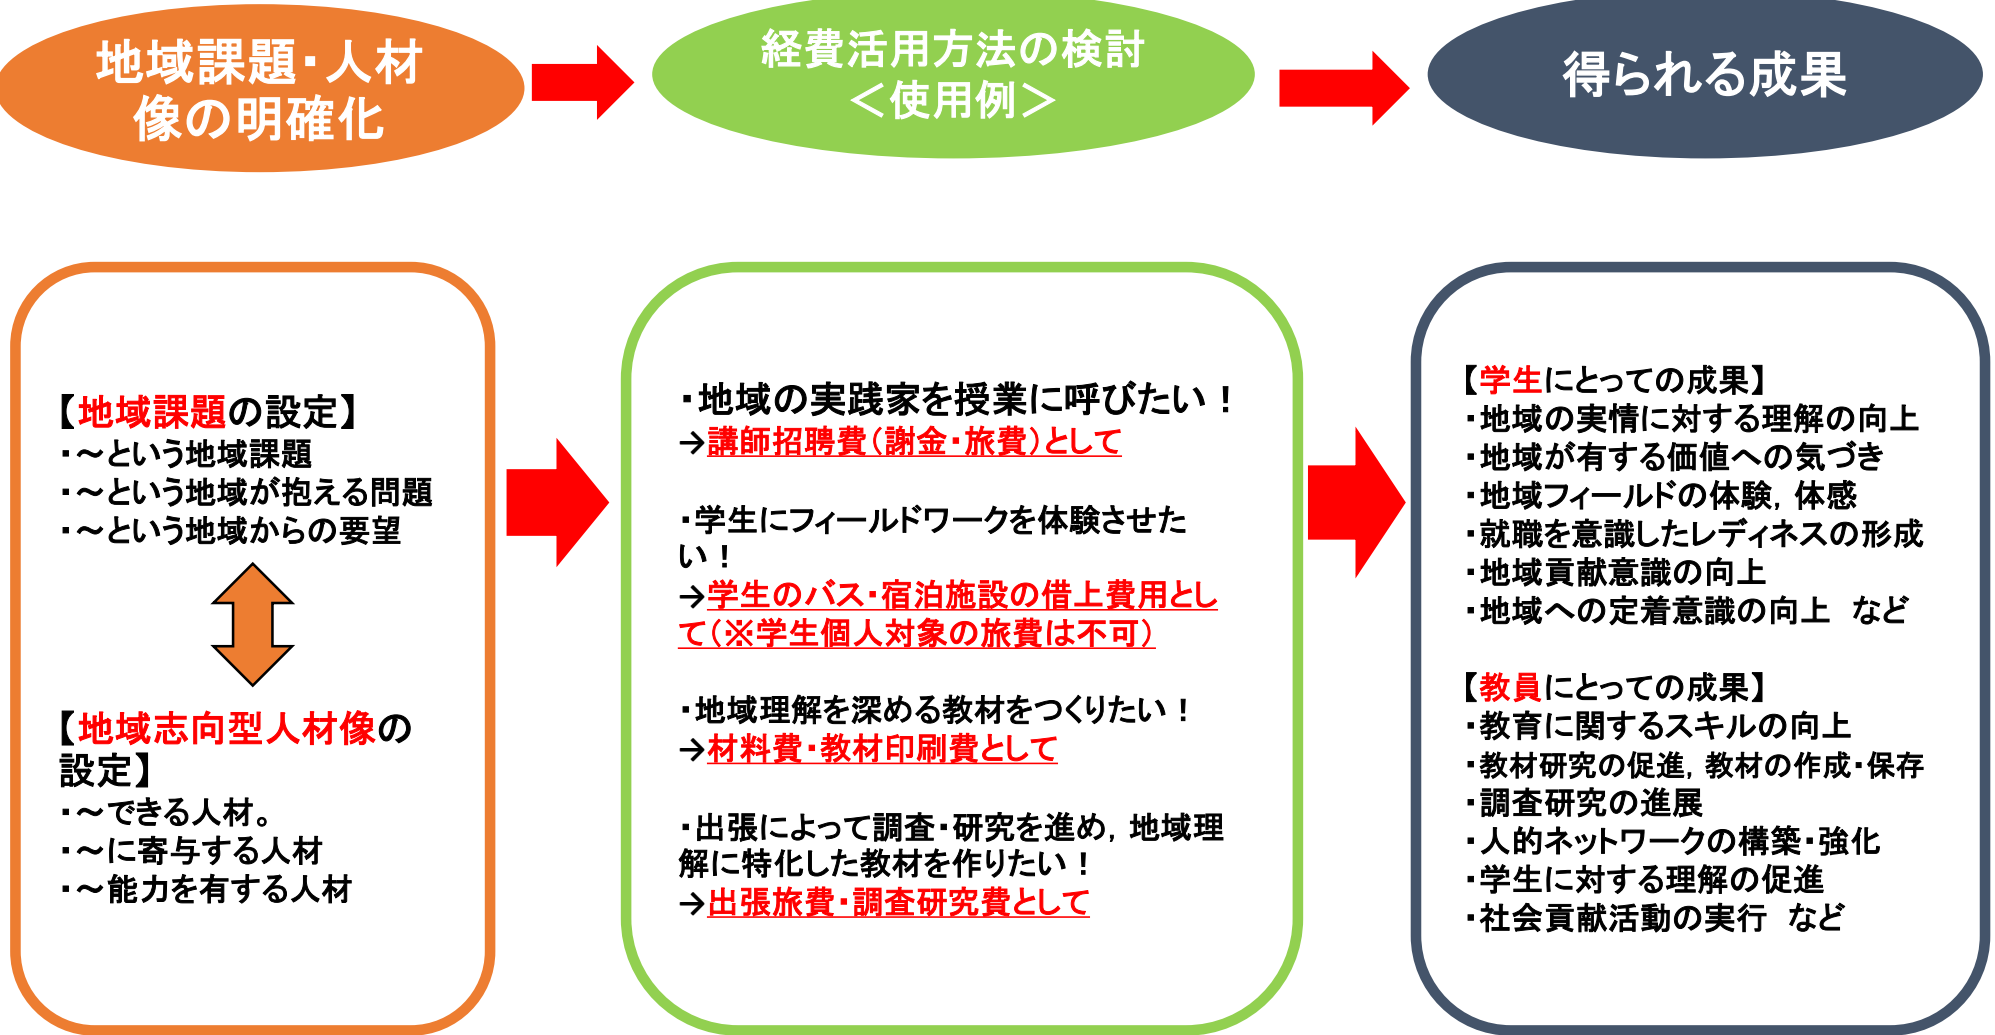 地域課題・人材
像の明確化
経費活用方法の検討
＜使用例＞
得られる成果
【地域課題の設定】
・～という地域課題
・～という地域が抱える問題
・～という地域からの要望
【地域志向型人材像の
設定】
・～できる人材。
・～に寄与する人材
・～能力を有する人材
・地域の実践家を授業に呼びたい！
→講師招聘費（謝金・旅費）として
・学生にフィールドワークを体験させた
い！
→学生のバス・宿泊施設の借上費用とし
て（※学生個人対象の旅費は不可）
・地域理解を深める教材をつくりたい！
→材料費・教材印刷費として
・出張によって調査・研究を進め，地域理
解に特化した教材を作りたい！
→出張旅費・調査研究費として
【学生にとっての成果】
・地域の実情に対する理解の向上
・地域が有する価値への気づき
・地域フィールドの体験，体感
・就職を意識したレディネスの形成
・地域貢献意識の向上
・地域への定着意識の向上　など
【教員にとっての成果】
・教育に関するスキルの向上
・教材研究の促進，教材の作成・保存
・調査研究の進展
・人的ネットワークの構築・強化
・学生に対する理解の促進
・社会貢献活動の実行　など